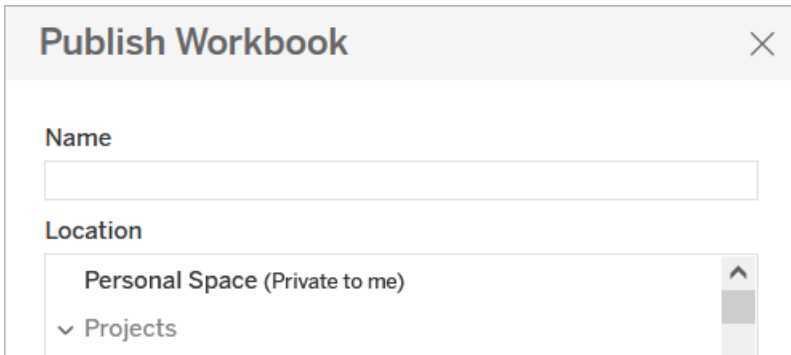 Publish Workbook
Name
Location
Personal Space (Private to me)
Projects